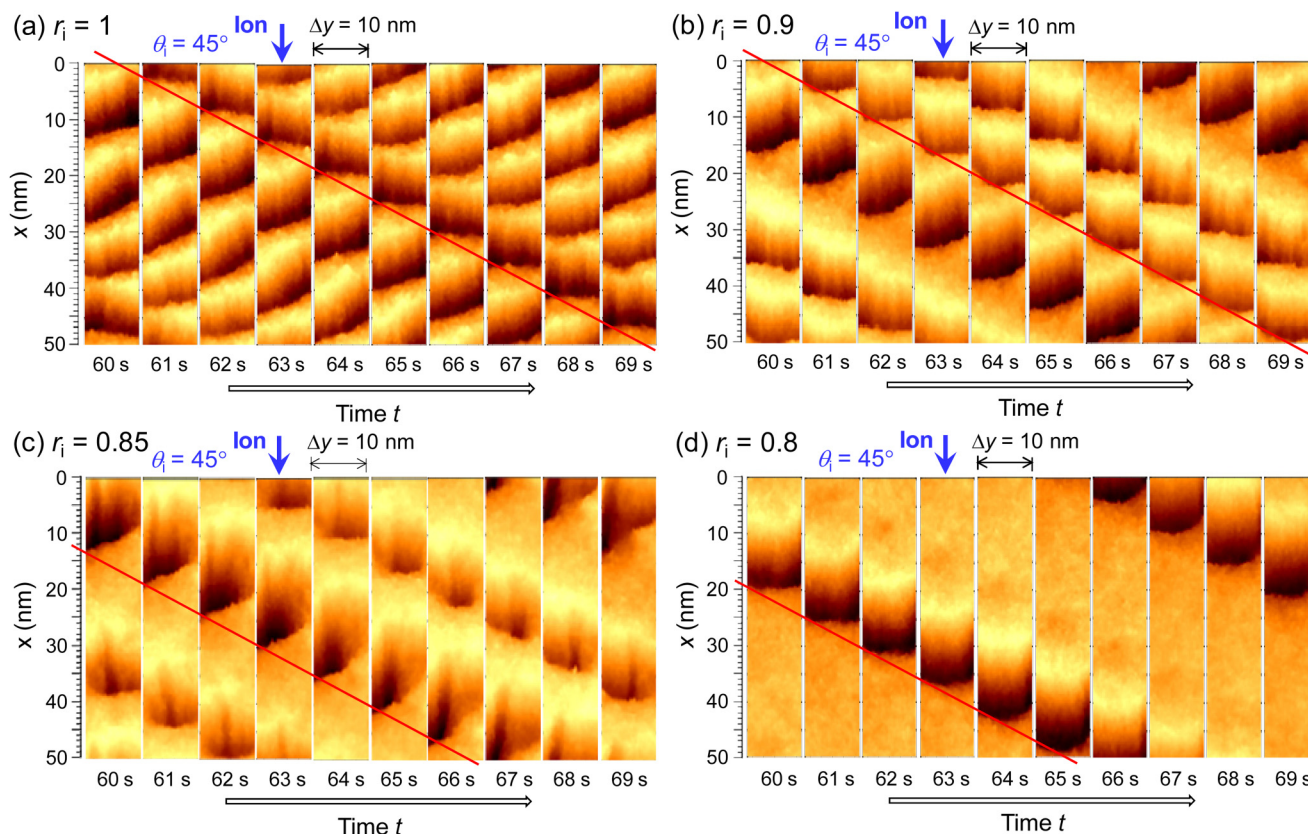 (a) rᵢ = 1
Ion
θᵢ = 45°
Δy = 10 nm
0
10
20
30
40
50
x (nm)
60 s 61 s 62 s 63 s 64 s 65 s 66 s 67 s 68 s 69 s
Time t
(b) rᵢ = 0.9
Ion
θᵢ = 45°
Δy = 10 nm
0
10
20
30
40
50
x (nm)
60 s 61 s 62 s 63 s 64 s 65 s 66 s 67 s 68 s 69 s
Time t
(c) rᵢ = 0.85
Ion
θᵢ = 45°
Δy = 10 nm
0
10
20
30
40
50
x (nm)
60 s 61 s 62 s 63 s 64 s 65 s 66 s 67 s 68 s 69 s
Time t
(d) rᵢ = 0.8
Ion
θᵢ = 45°
Δy = 10 nm
0
10
20
30
40
50
x (nm)
60 s 61 s 62 s 63 s 64 s 65 s 66 s 67 s 68 s 69 s
Time t